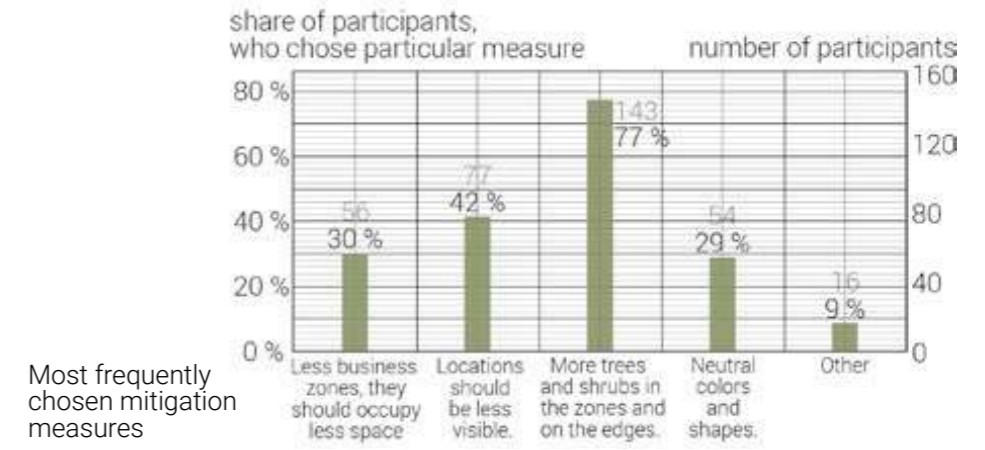 share of participants,
who chose particular measure
number of participants
80 %
60 %
40 %
20 %
0 %
160
120
80
40
0
56
30 %
77
42 %
143
77 %
54
29 %
16
9 %
Less business
zones, they
should occupy
less space
Locations
should
be less
visible.
More trees
and shrubs in
the zones and
on the edges.
Neutral
colors
and
shapes.
Other
Most frequently
chosen mitigation
measures